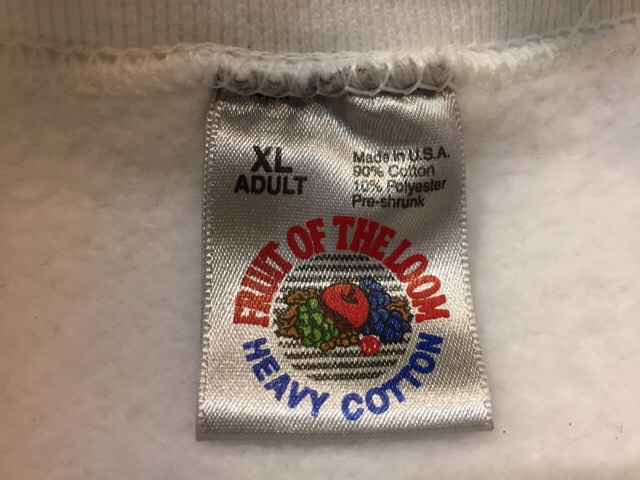 XL
ADULT
Made in U.S.A.
90% Cotton
10% Polyester
Pre-shrunk
FRUIT OF THE LOOM
HEAVY COTTON